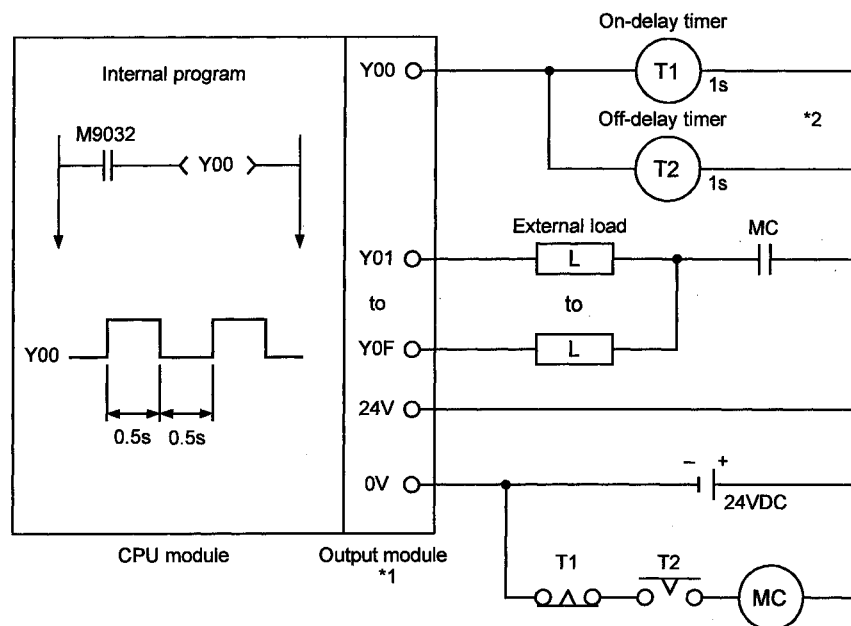 On-delay timer
Internal program
Y00
T1
1s
M9032
Y00
Off-delay timer
*2
T2
1s
External load
MC
Y01
L
to
to
Y00
Y0F
L
0.5s
0.5s
24V
0V
− +
24VDC
CPU module
Output module
*1
T1
T2
MC